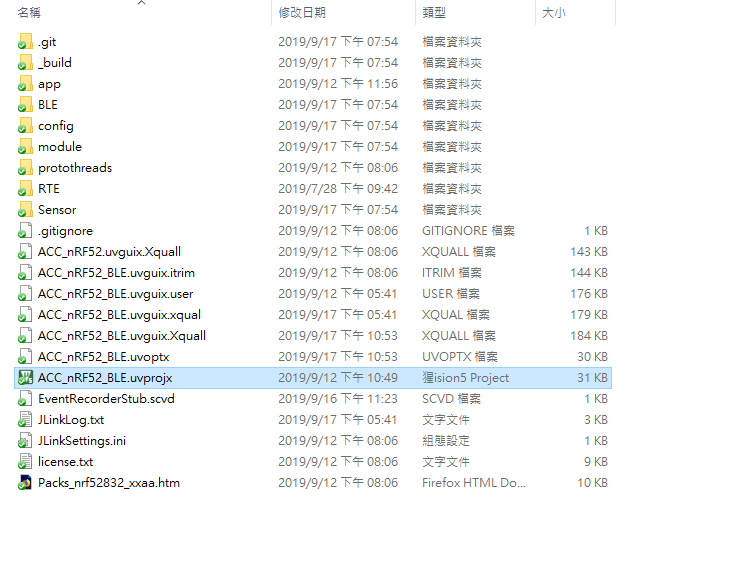 名稱 修改日期 類型 大小
.git 2019/9/17 下午 07:54 檔案資料夾
_build 2019/9/17 下午 07:54 檔案資料夾
app 2019/9/12 下午 11:56 檔案資料夾
BLE 2019/9/17 下午 07:54 檔案資料夾
config 2019/9/17 下午 07:54 檔案資料夾
module 2019/9/17 下午 07:54 檔案資料夾
protothreads 2019/9/12 下午 08:06 檔案資料夾
RTE 2019/7/28 下午 09:42 檔案資料夾
Sensor 2019/9/17 下午 07:54 檔案資料夾
.gitignore 2019/9/12 下午 08:06 GITIGNORE 檔案 1 KB
ACC_nRF52.uvguix.Xquall 2019/9/12 下午 08:06 XQUALL 檔案 143 KB
ACC_nRF52_BLE.uvguix.itrim 2019/9/12 下午 08:06 ITRIM 檔案 144 KB
ACC_nRF52_BLE.uvguix.user 2019/9/12 下午 05:41 USER 檔案 176 KB
ACC_nRF52_BLE.uvguix.xqual 2019/9/17 下午 05:41 XQUAL 檔案 179 KB
ACC_nRF52_BLE.uvguix.Xquall 2019/9/17 下午 10:53 XQUALL 檔案 184 KB
ACC_nRF52_BLE.uvoptx 2019/9/17 下午 10:53 UVOPTX 檔案 30 KB
ACC_nRF52_BLE.uvprojx 2019/9/12 下午 10:49 猩ision5 Project 31 KB
EventRecorderStub.scvd 2019/9/16 下午 11:23 SCVD 檔案 1 KB
JLinkLog.txt 2019/9/17 下午 05:41 文字文件 3 KB
JLinkSettings.ini 2019/9/12 下午 08:06 組態設定 1 KB
license.txt 2019/9/12 下午 08:06 文字文件 9 KB
Packs_nrf52832_xxaa.htm 2019/9/12 下午 08:06 Firefox HTML Do... 10 KB